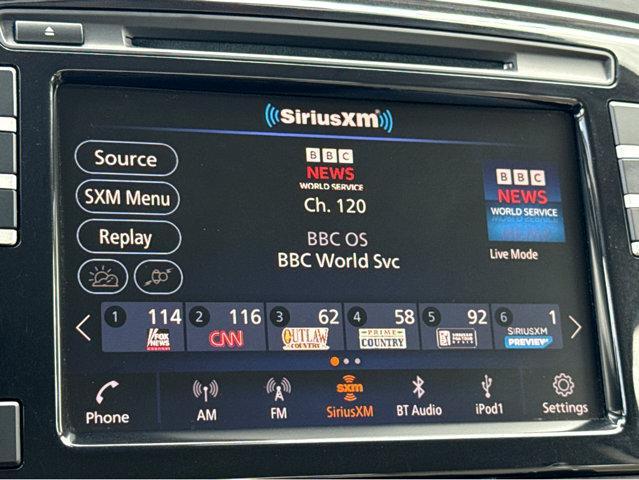 SiriusXM
Source
SXM Menu
Replay
BBC
NEWS
WORLD SERVICE
Ch. 120
BBC OS
BBC World Svc
BBC
NEWS
WORLD SERVICE
Live Mode
1 114
FOX
NEWS
channel
2 116
CNN
3 62
OUTLAW
COUNTRY
4 58
PRIME
COUNTRY
5 92
6 1
SIRIUSXM
PREVIEW
Phone
AM
FM
sxm
SiriusXM
BT Audio
iPod1
Settings